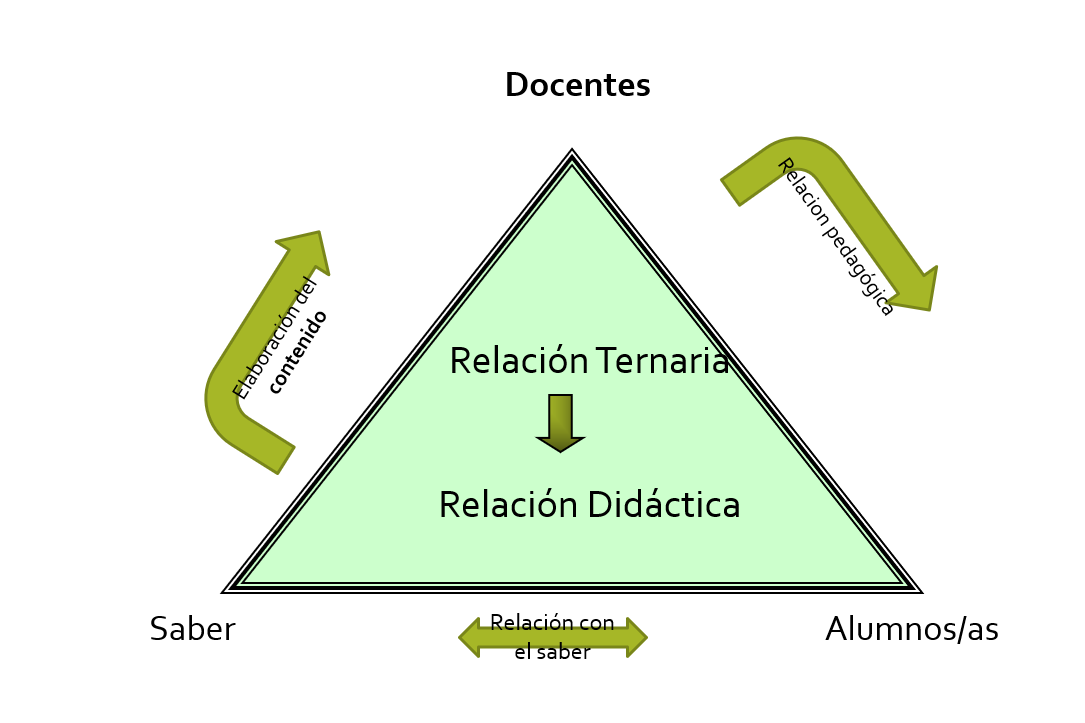 Docentes
Relacion pedagógica
Elaboración del
contenido
Relación Ternaria
Relación Didáctica
Saber
Relación con
el saber
Alumnos/as